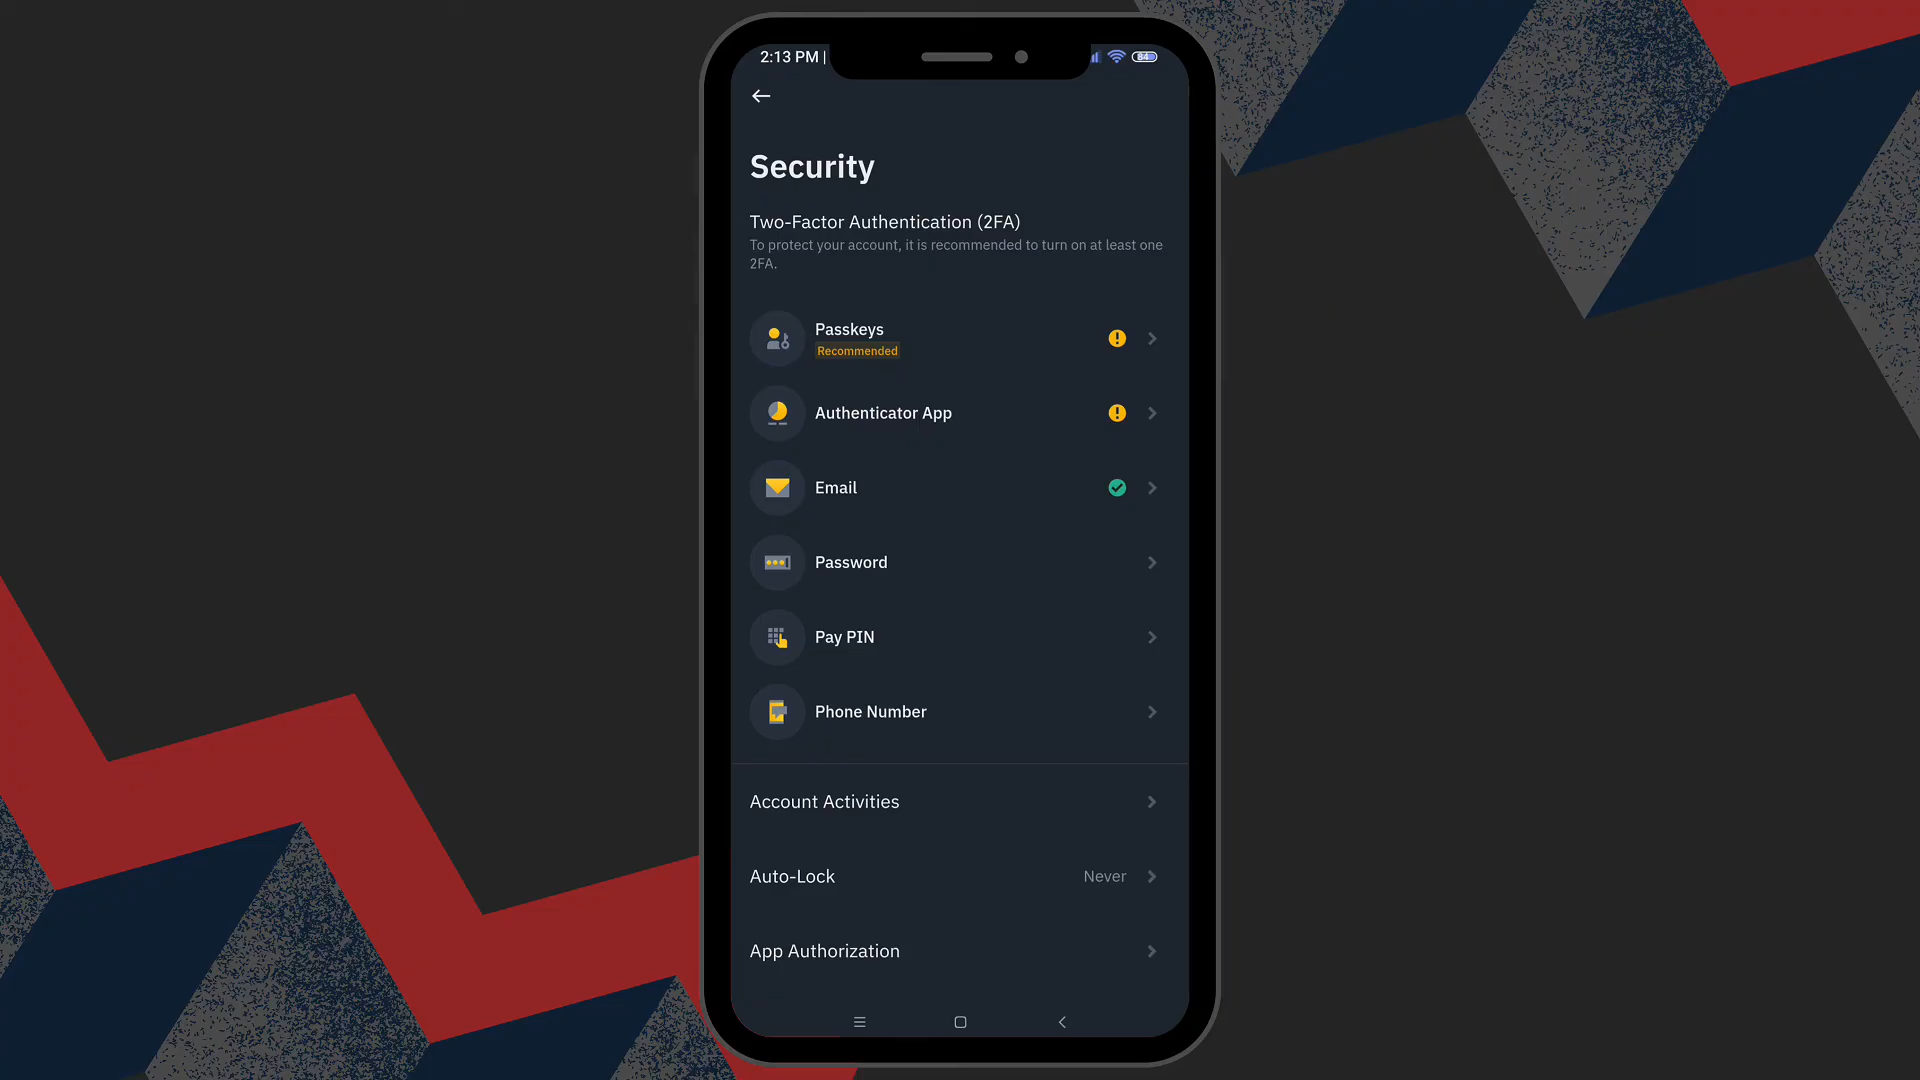 2:13 PM |
84
Security
Two-Factor Authentication (2FA)
To protect your account, it is recommended to turn on at least one
2FA.
Passkeys
Recommended
Authenticator App
Email
Password
Pay PIN
Phone Number
Account Activities
Auto-Lock Never
App Authorization